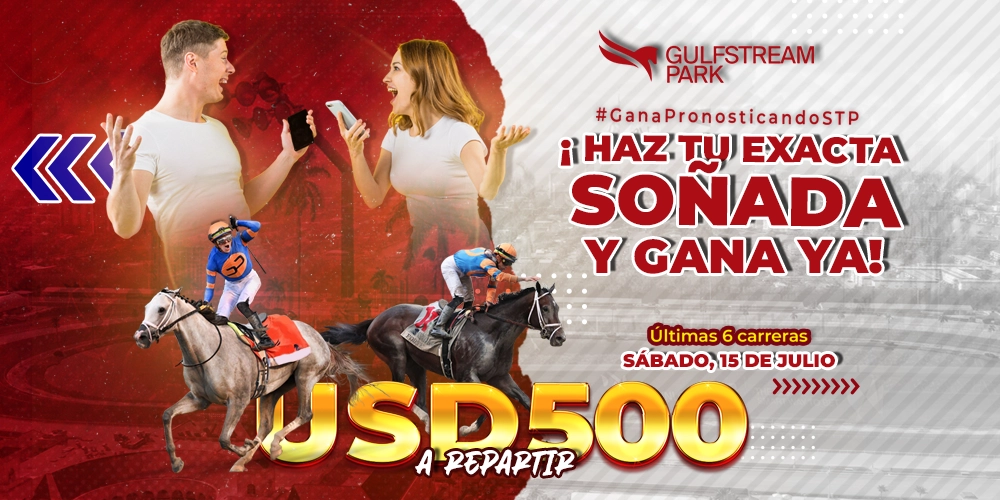 GULFSTREAM
PARK
#GanaPronosticandoSTP
¡HAZ TU EXACTA
SOÑADA
Y GANA YA!
Últimas 6 carreras
SÁBADO, 15 DE JULIO
USD500
A REPARTIR